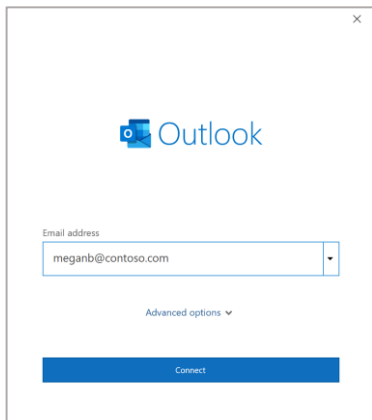 Outlook
Email address
meganb@contoso.com
Advanced options
Connect